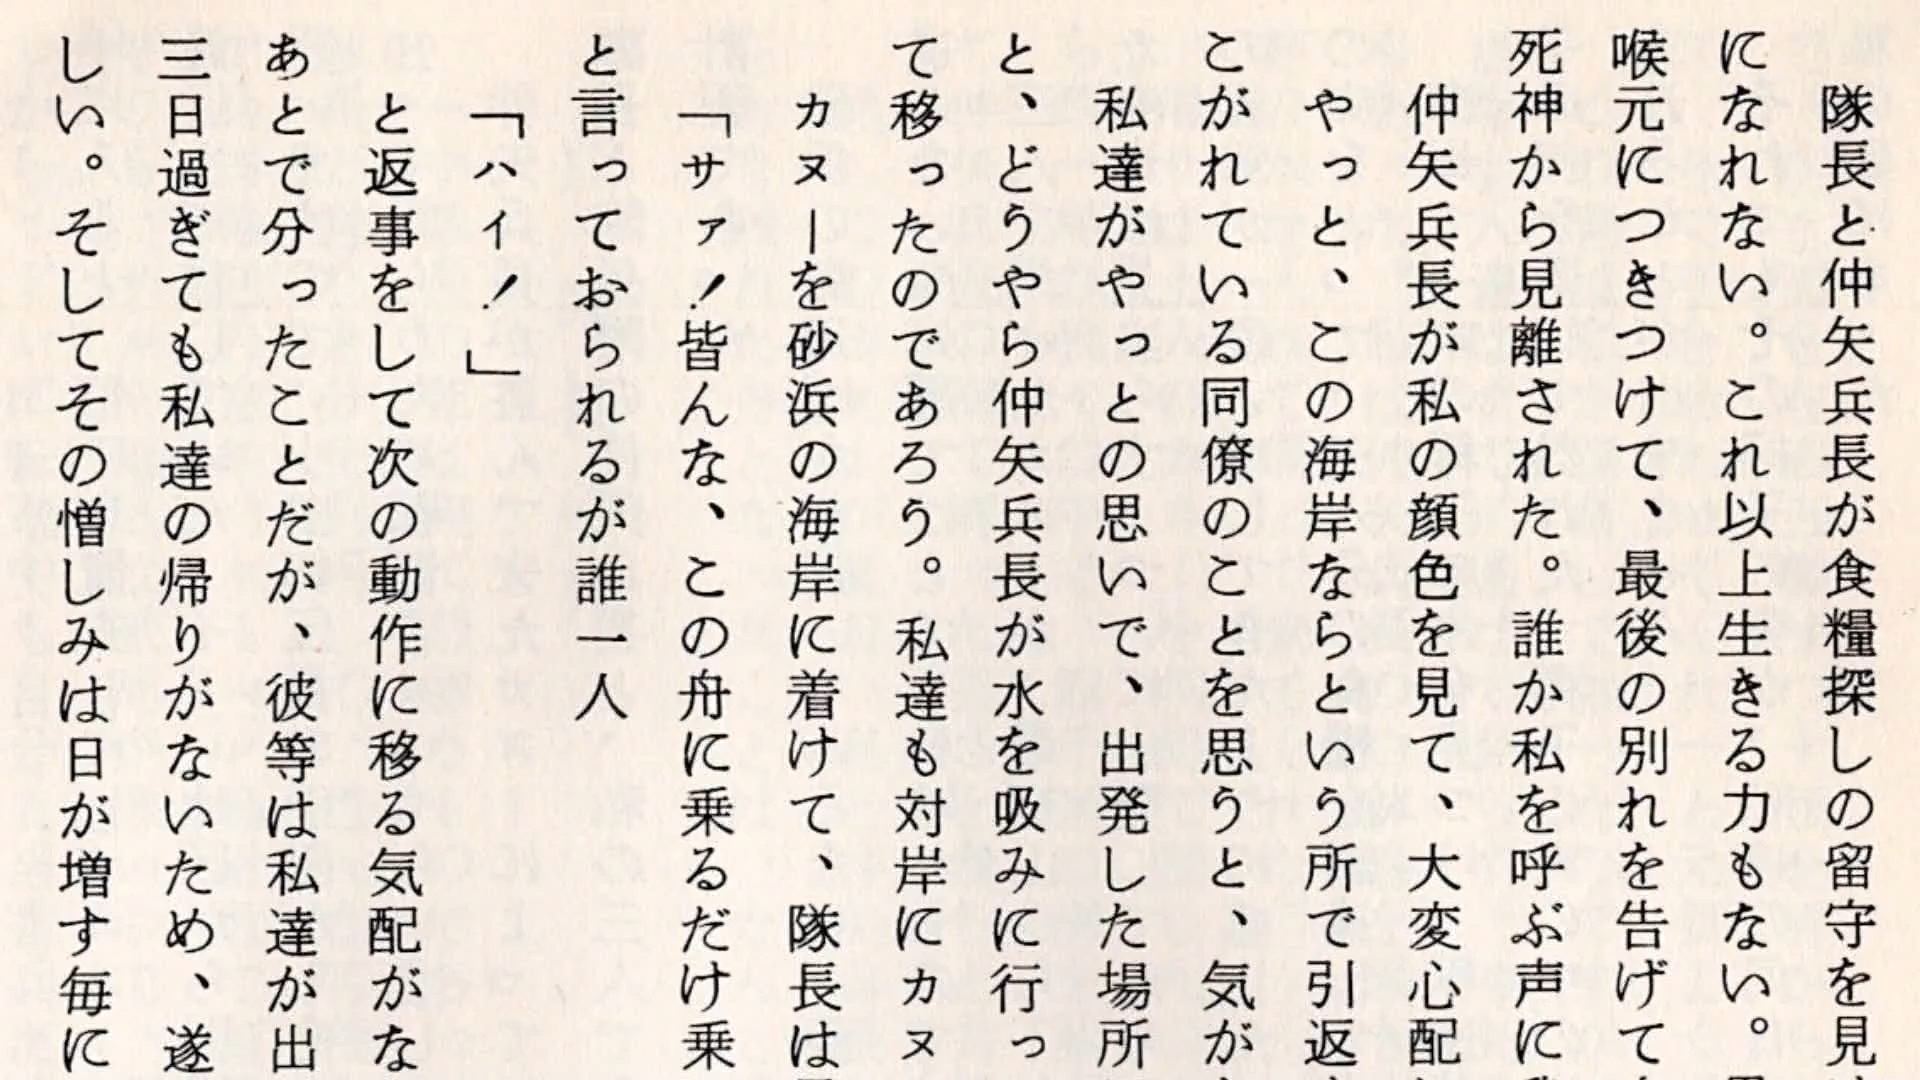 隊長と仲矢兵長が食糧探しの留守を見
になれない。これ以上生きる力もない。
喉元につきつけて、最後の別れを告げて
死神から見離された。誰か私を呼ぶ声に
仲矢兵長が私の顔色を見て、大変心配
やっと、この海岸ならという所で引返
こがれている同僚のことを思うと、気が
私達がやっとの思いで、出発した場所
と、どうやら仲矢兵長が水を吸みに行っ
て移ったのであろう。私達も対岸にカヌ
カヌーを砂浜の海岸に着けて、隊長は
「サァ！皆んな、この舟に乗るだけ乗
と言っておられるが誰一人
「ハイ！」
と返事をして次の動作に移る気配がな
あとで分ったことだが、彼等は私達が出
三日過ぎても私達の帰りがないため、遂
しい。そしてその憎しみは日が増す毎に